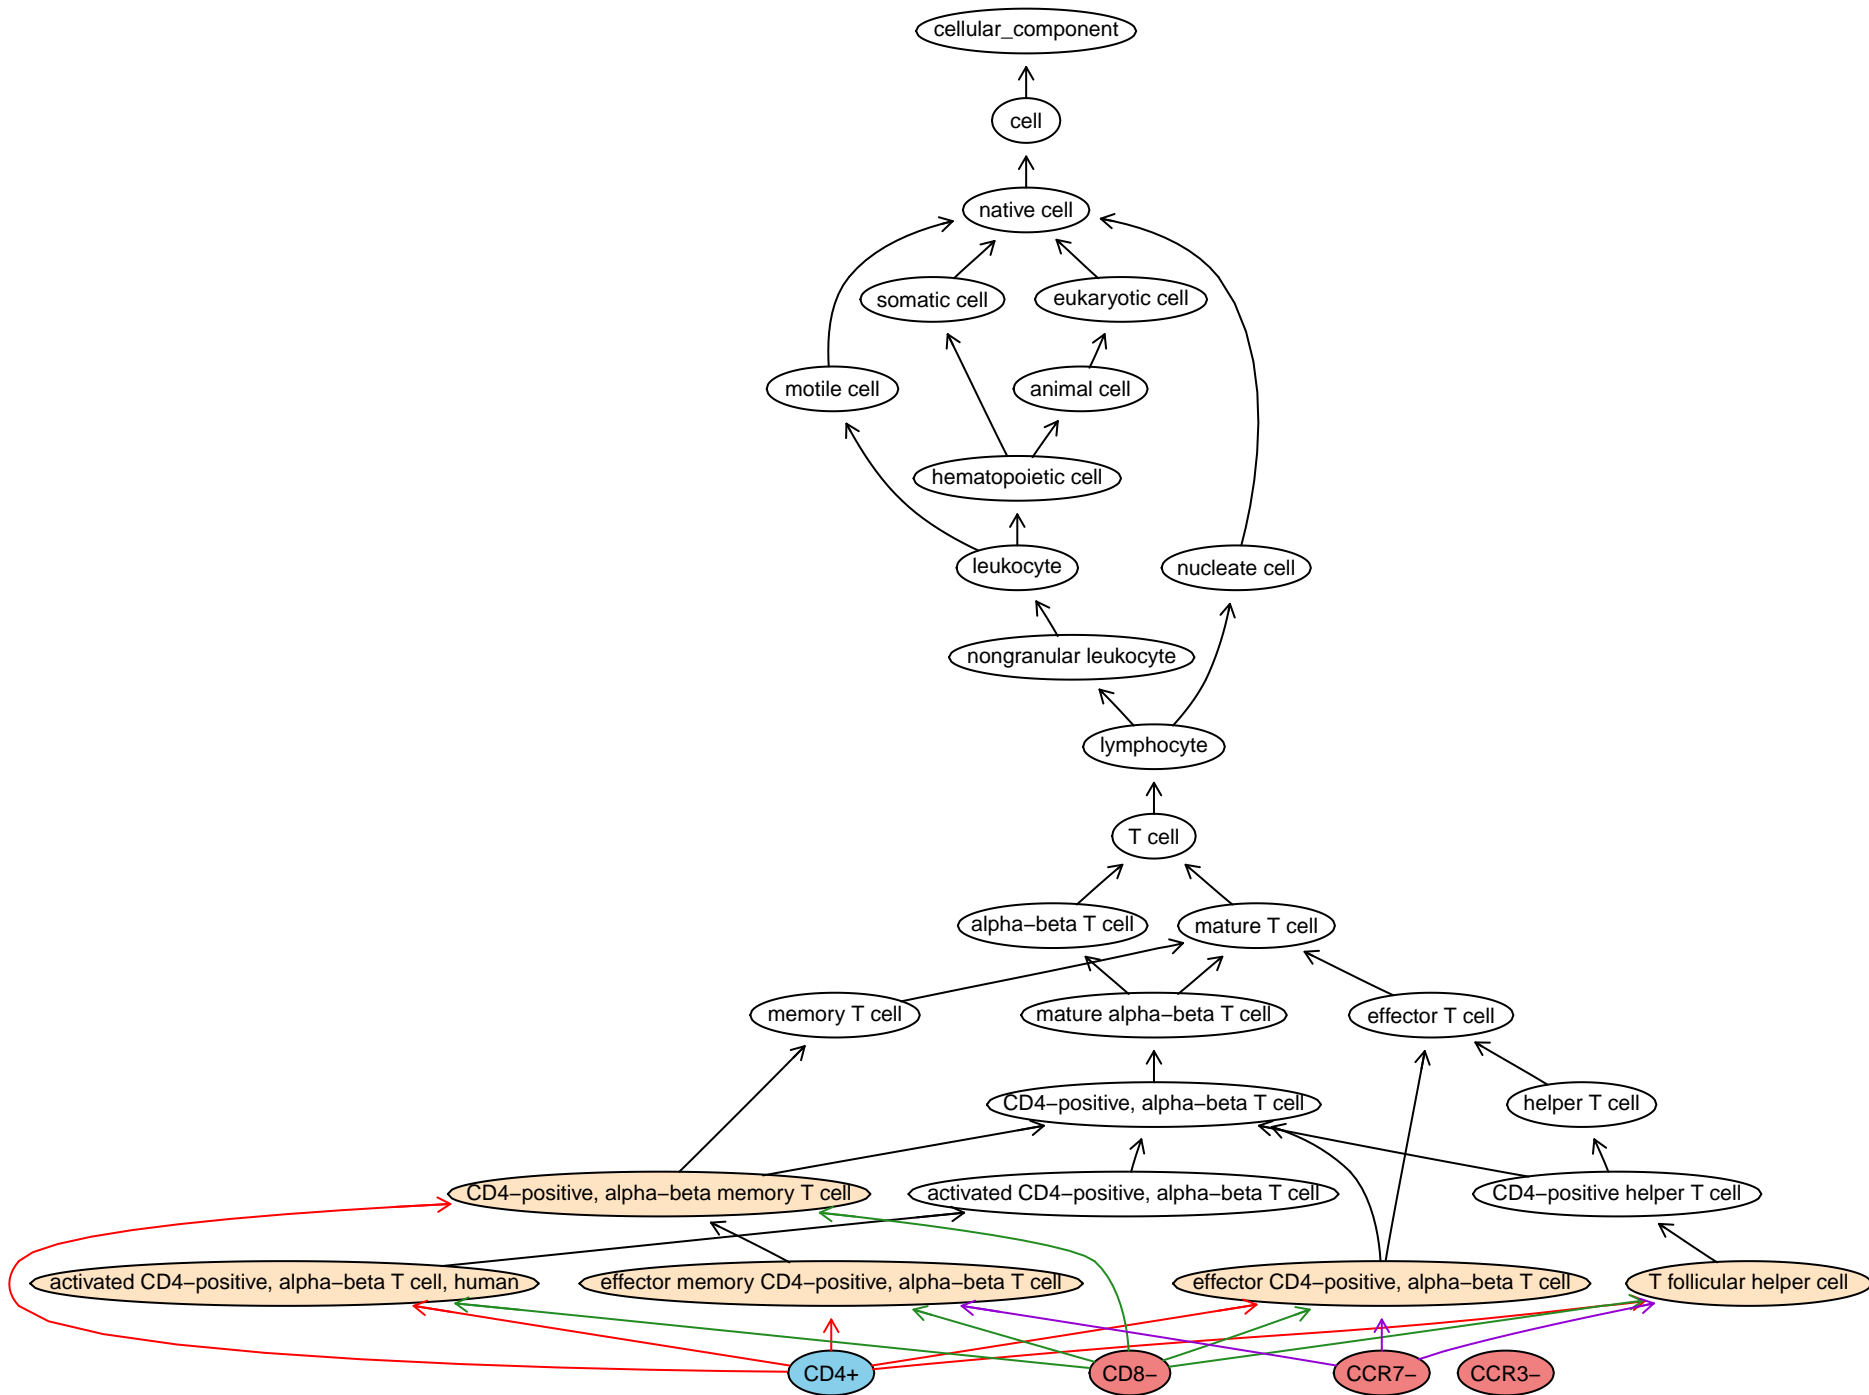 cellular_component
cell
native cell
somatic cell
eukaryotic cell
motile cell
animal cell
hematopoietic cell
leukocyte
nucleate cell
nongranular leukocyte
lymphocyte
T cell
alpha−beta T cell
mature T cell
memory T cell
mature alpha−beta T cell
effector T cell
CD4−positive, alpha−beta T cell
helper T cell
CD4−positive, alpha−beta memory T cell
activated CD4−positive, alpha−beta T cell
CD4−positive helper T cell
activated CD4−positive, alpha−beta T cell, human
effector memory CD4−positive, alpha−beta T cell
effector CD4−positive, alpha−beta T cell
T follicular helper cell
CD4+
CD8−
CCR7−
CCR3−